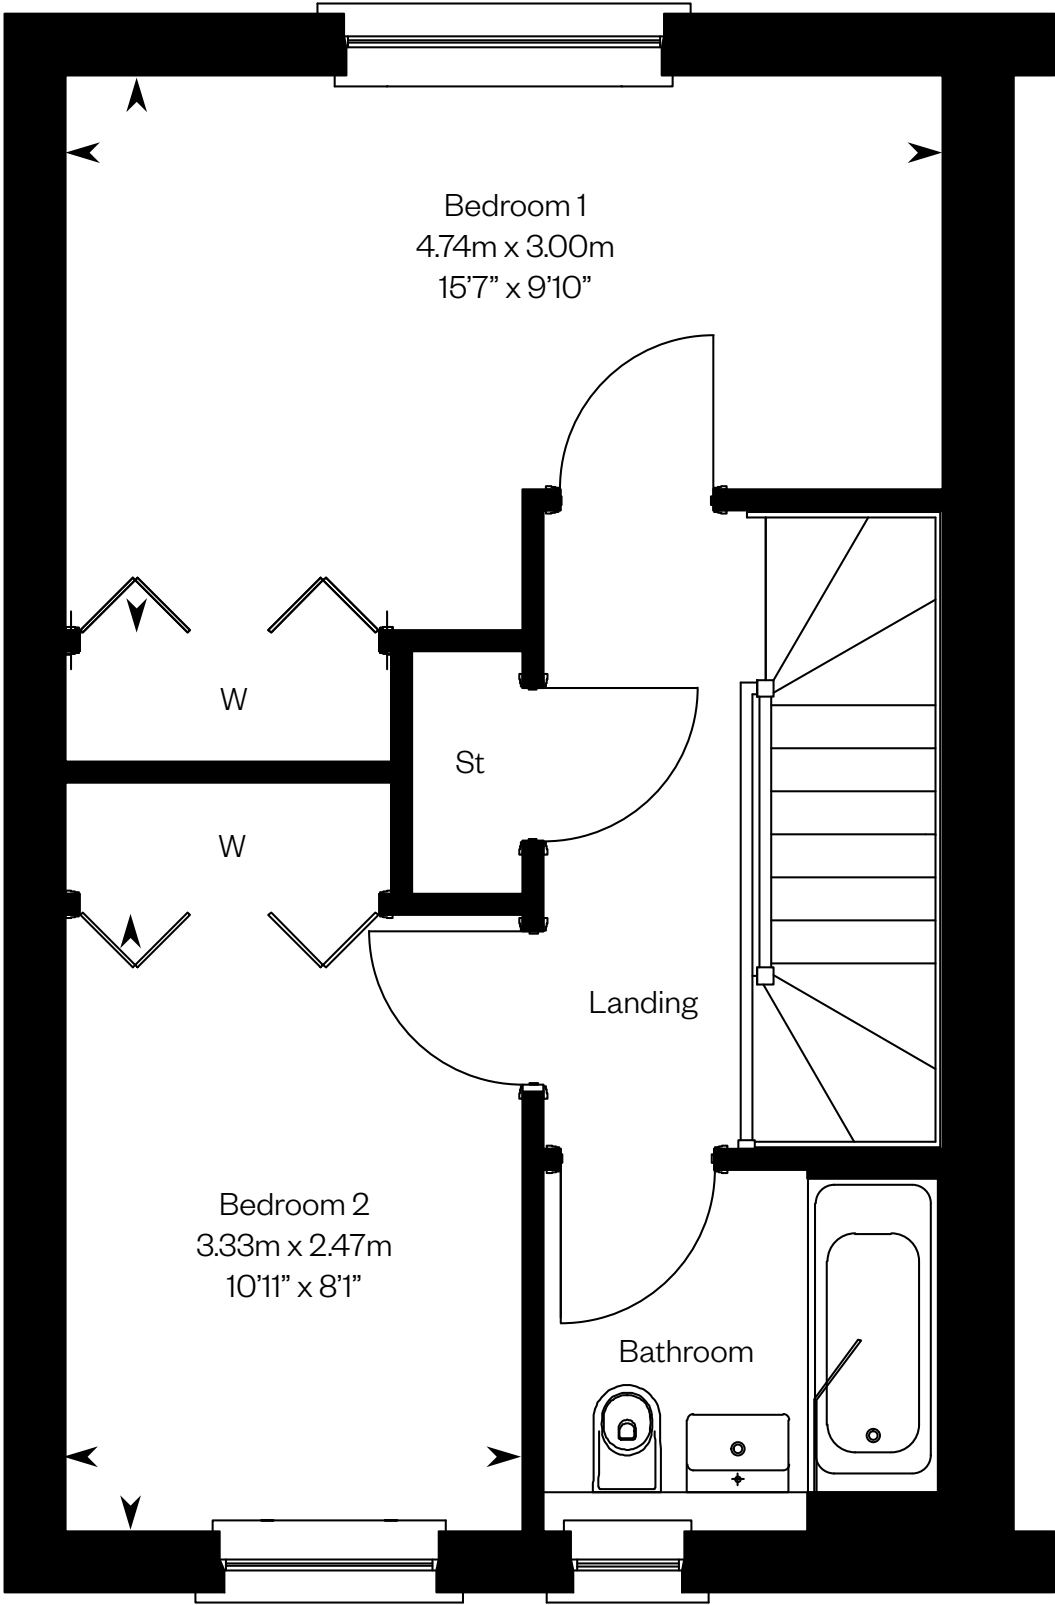 Bedroom 1
4.74m x 3.00m
15’7” x 9’10”
W
St
W
Landing
Bedroom 2
3.33m x 2.47m
10’11” x 8’1”
Bathroom